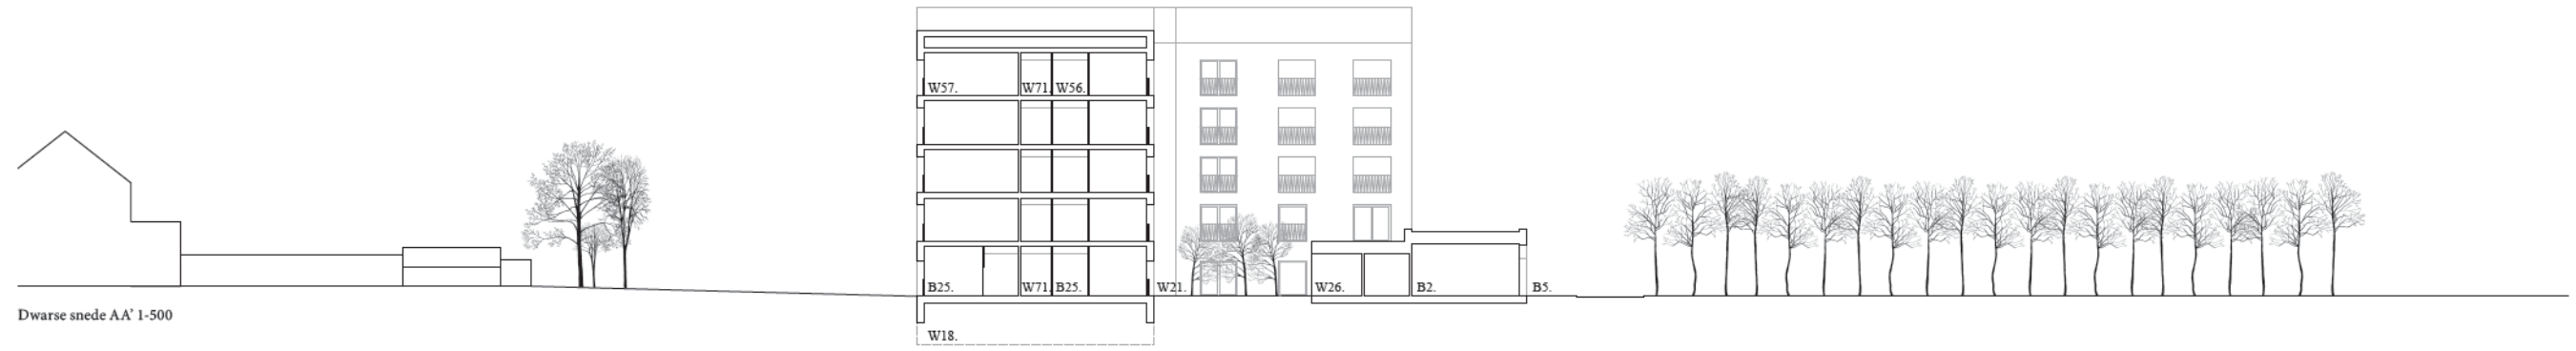 W57. W71. W56.
B25. W71. B25. W21. W26. B2. B5.
Dwarse snede AA' 1-500
W18.